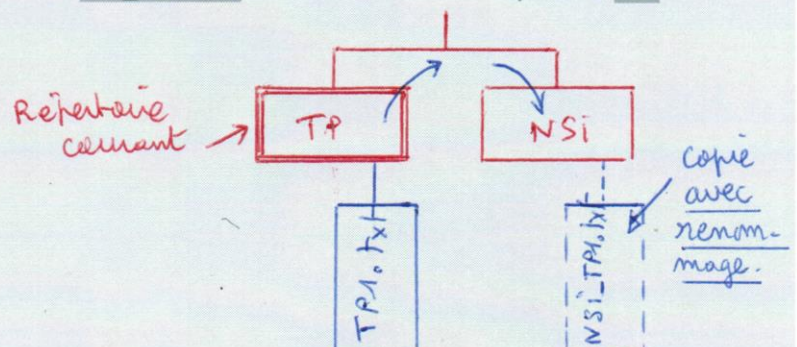 Répertoire
courant
TP
NSi
copie
avec
renom-
mage.
TP1.txt
NSi_TP1.txt